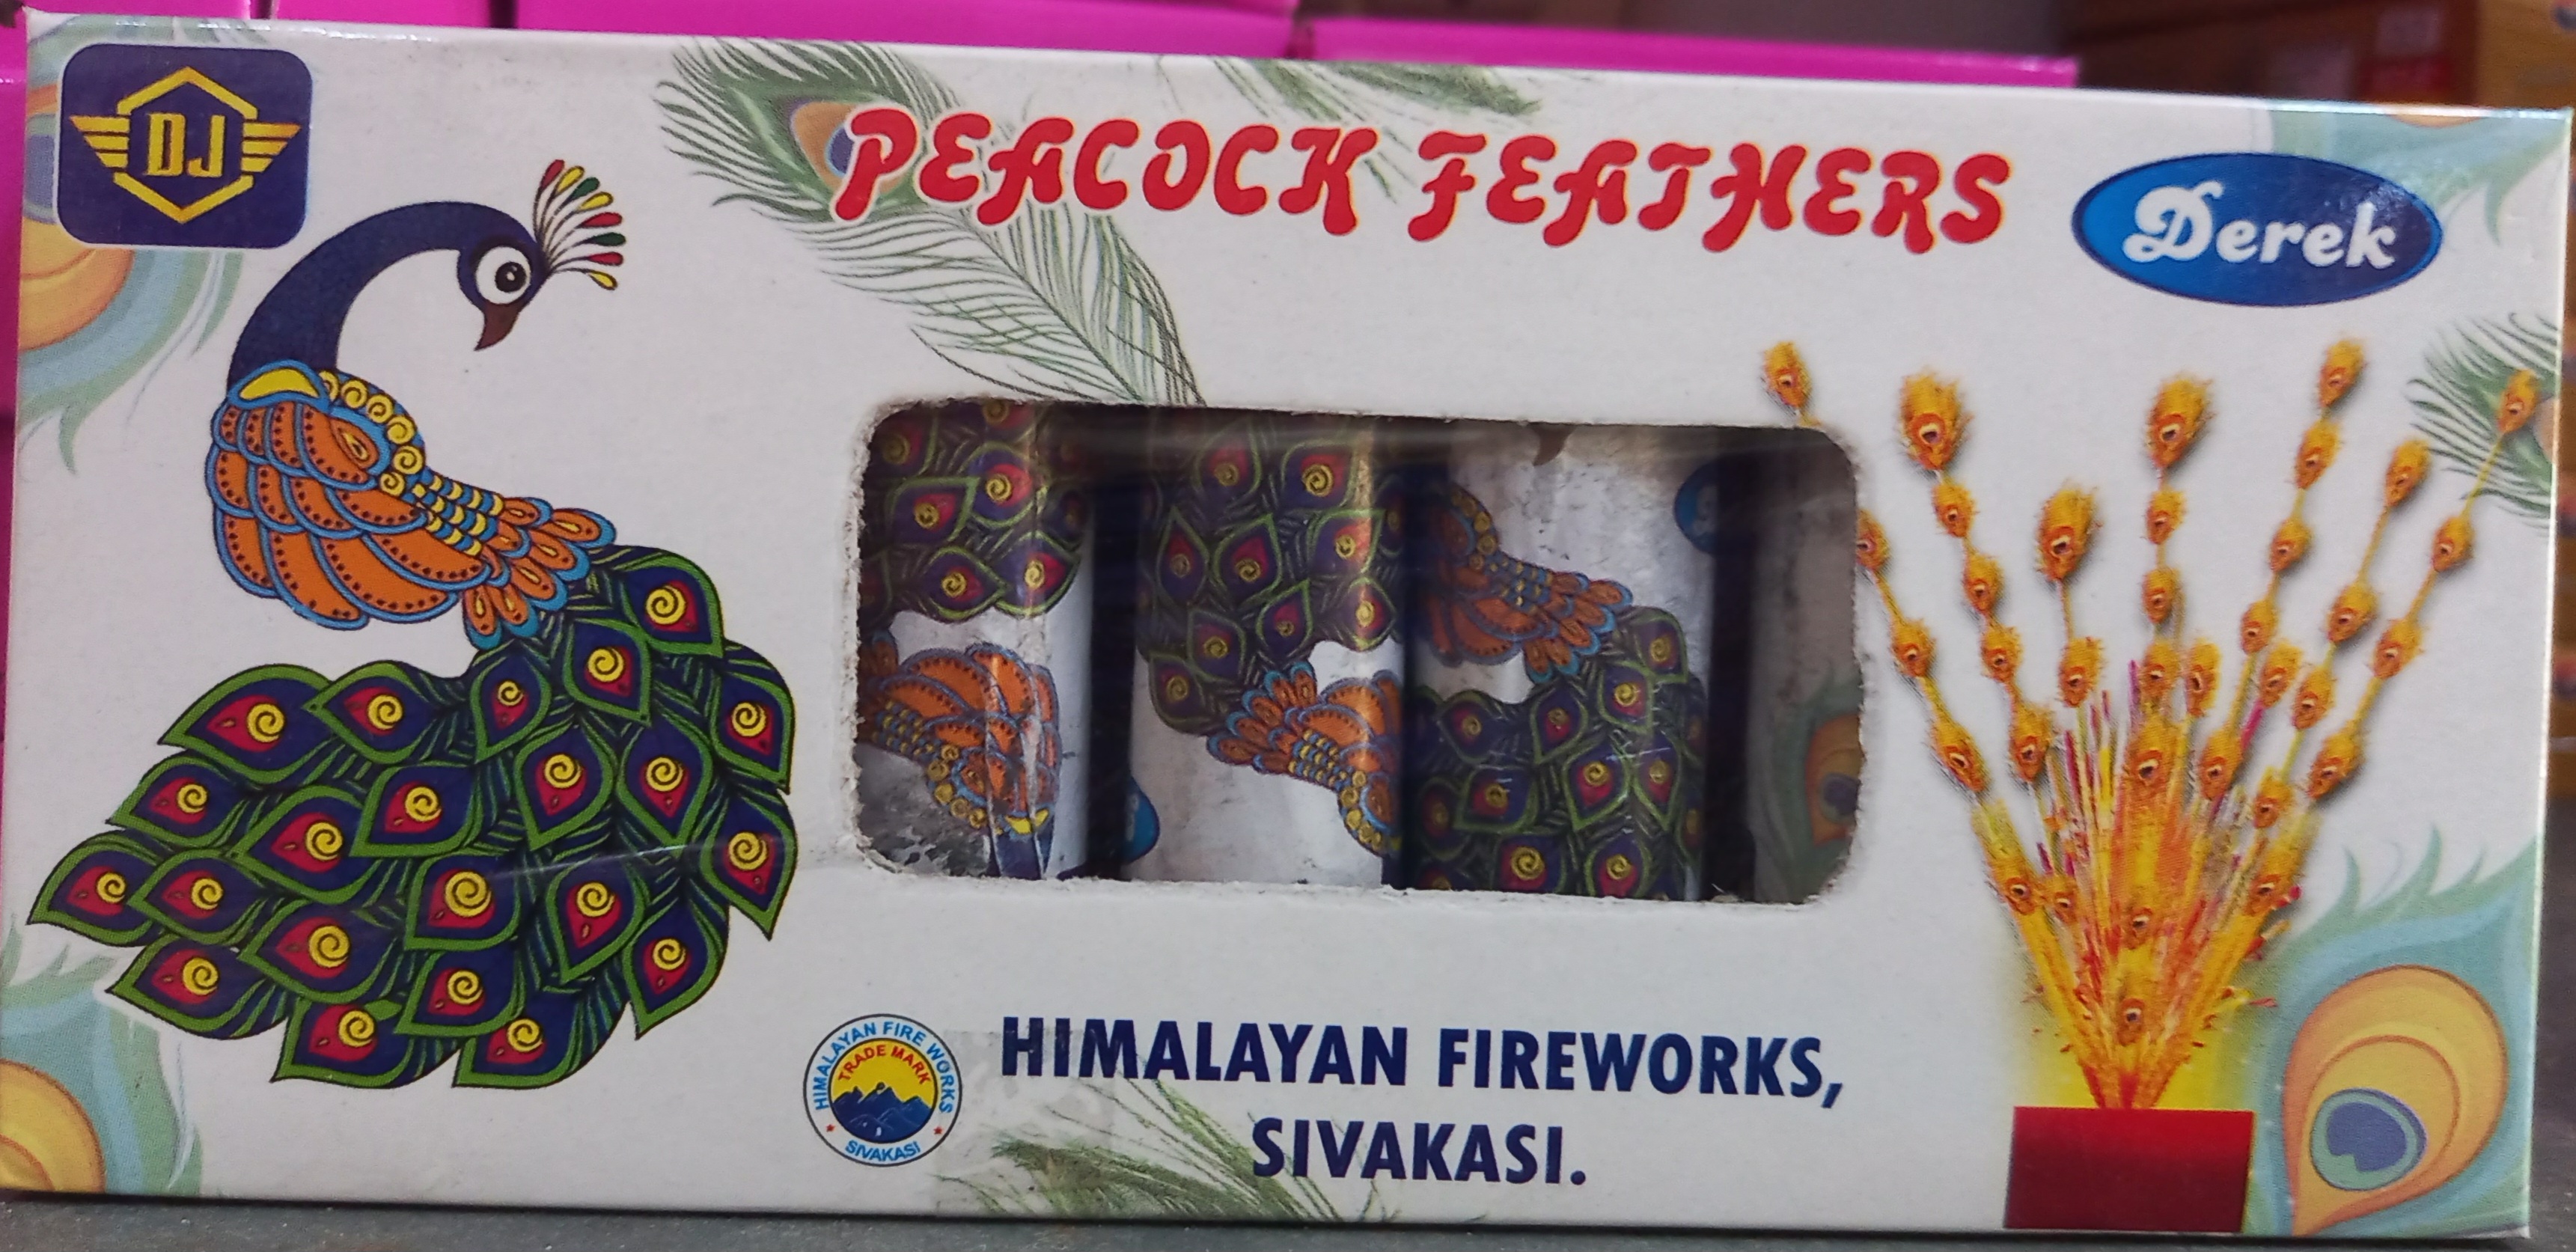 DJ
PEACOCK FEATHERS
Derek
HIMALAYAN FIRE WORKS
TRADE MARK
SIVAKASI
HIMALAYAN FIREWORKS,
SIVAKASI.